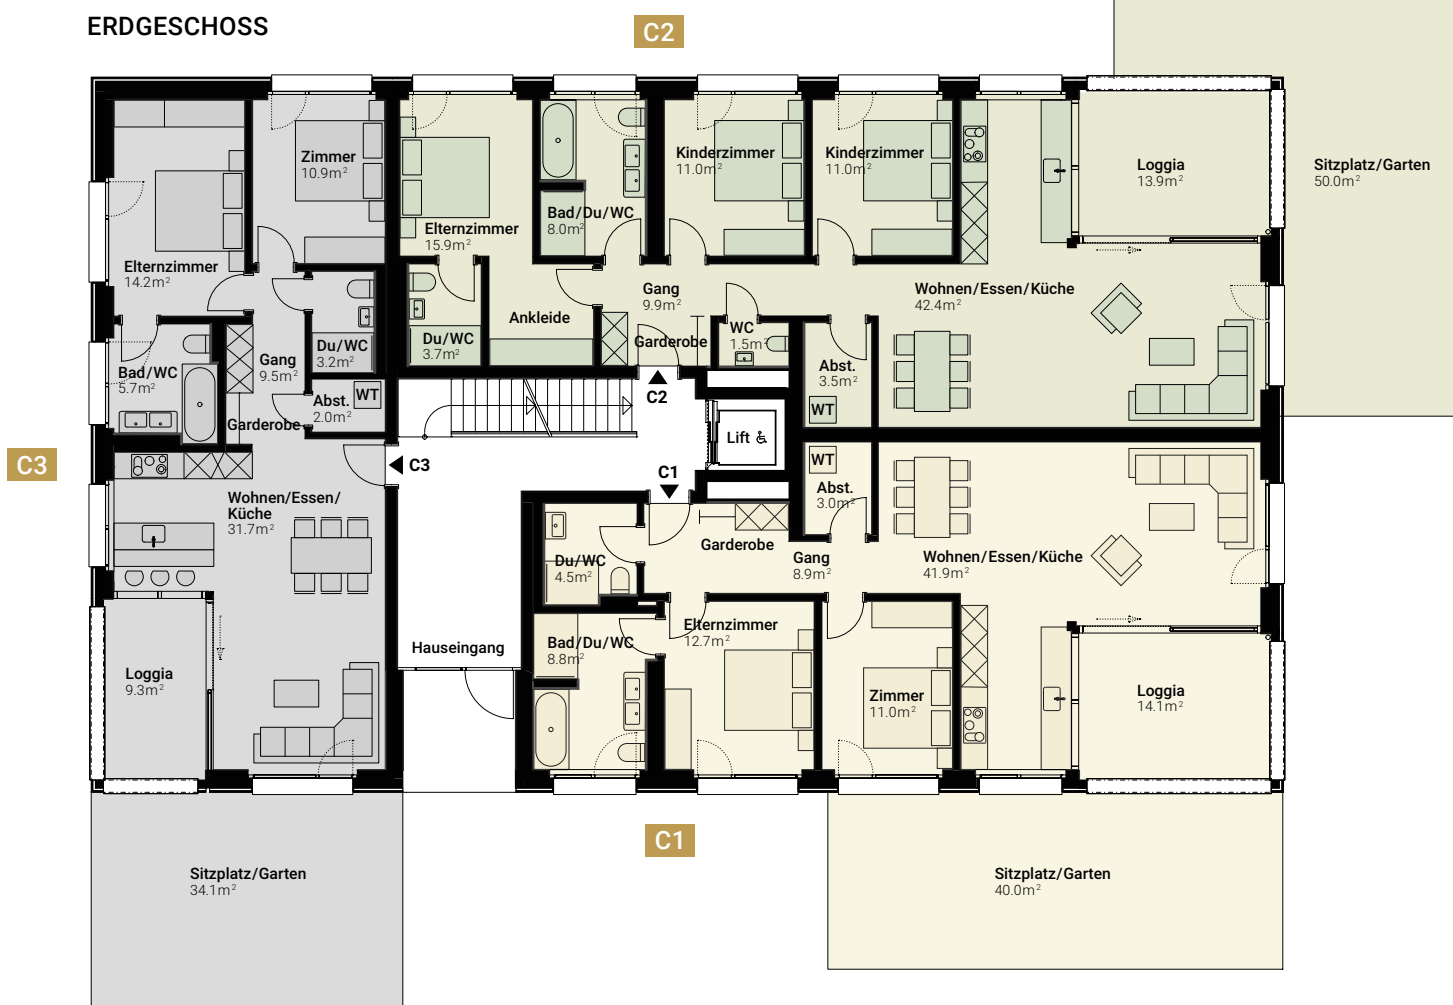 ERDGESCHOSS
C2
Zimmer
10.9m²
Elternzimmer
14.2m²
Bad/WC
5.7m²
Gang
9.5m²
Du/WC
3.2m²
Abst.
2.0m²
WT
Garderobe
C3
C3
Wohnen/Essen/
Küche
31.7m²
Loggia
9.3m²
Sitzplatz/Garten
34.1m²
Elternzimmer
15.9m²
Bad/Du/WC
8.0m²
Du/WC
3.7m²
Ankleide
Kinderzimmer
11.0m²
Kinderzimmer
11.0m²
Gang
9.9m²
Garderobe
WC
1.5m²
Abst.
3.5m²
WT
Wohnen/Essen/Küche
42.4m²
Loggia
13.9m²
Sitzplatz/Garten
50.0m²
C2
Lift
C1
Hauseingang
WT
Abst.
3.0m²
Garderobe
Gang
8.9m²
Du/WC
4.5m²
Bad/Du/WC
8.8m²
Elternzimmer
12.7m²
Zimmer
11.0m²
Wohnen/Essen/Küche
41.9m²
Loggia
14.1m²
C1
Sitzplatz/Garten
40.0m²